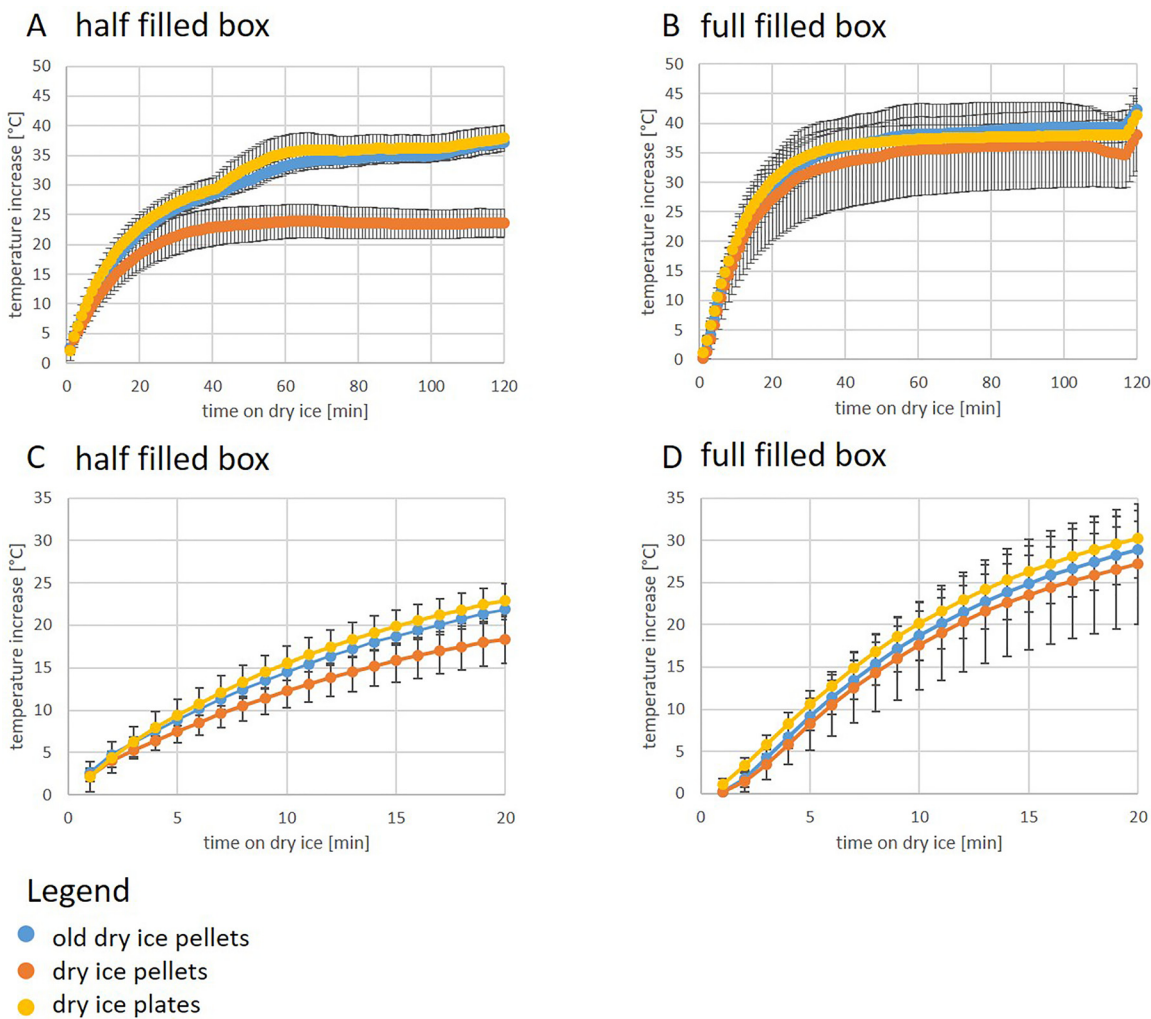 A half filled box
temperature increase [°C]
50
45
40
35
30
25
20
15
10
5
0
0 20 40 60 80 100 120
time on dry ice [min]
B full filled box
temperature increase [°C]
50
45
40
35
30
25
20
15
10
5
0
0 20 40 60 80 100 120
time on dry ice [min]
C half filled box
temperature increase [°C]
35
30
25
20
15
10
5
0
0 5 10 15 20
time on dry ice [min]
D full filled box
temperature increase [°C]
35
30
25
20
15
10
5
0
0 5 10 15 20
time on dry ice [min]
Legend
old dry ice pellets
dry ice pellets
dry ice plates